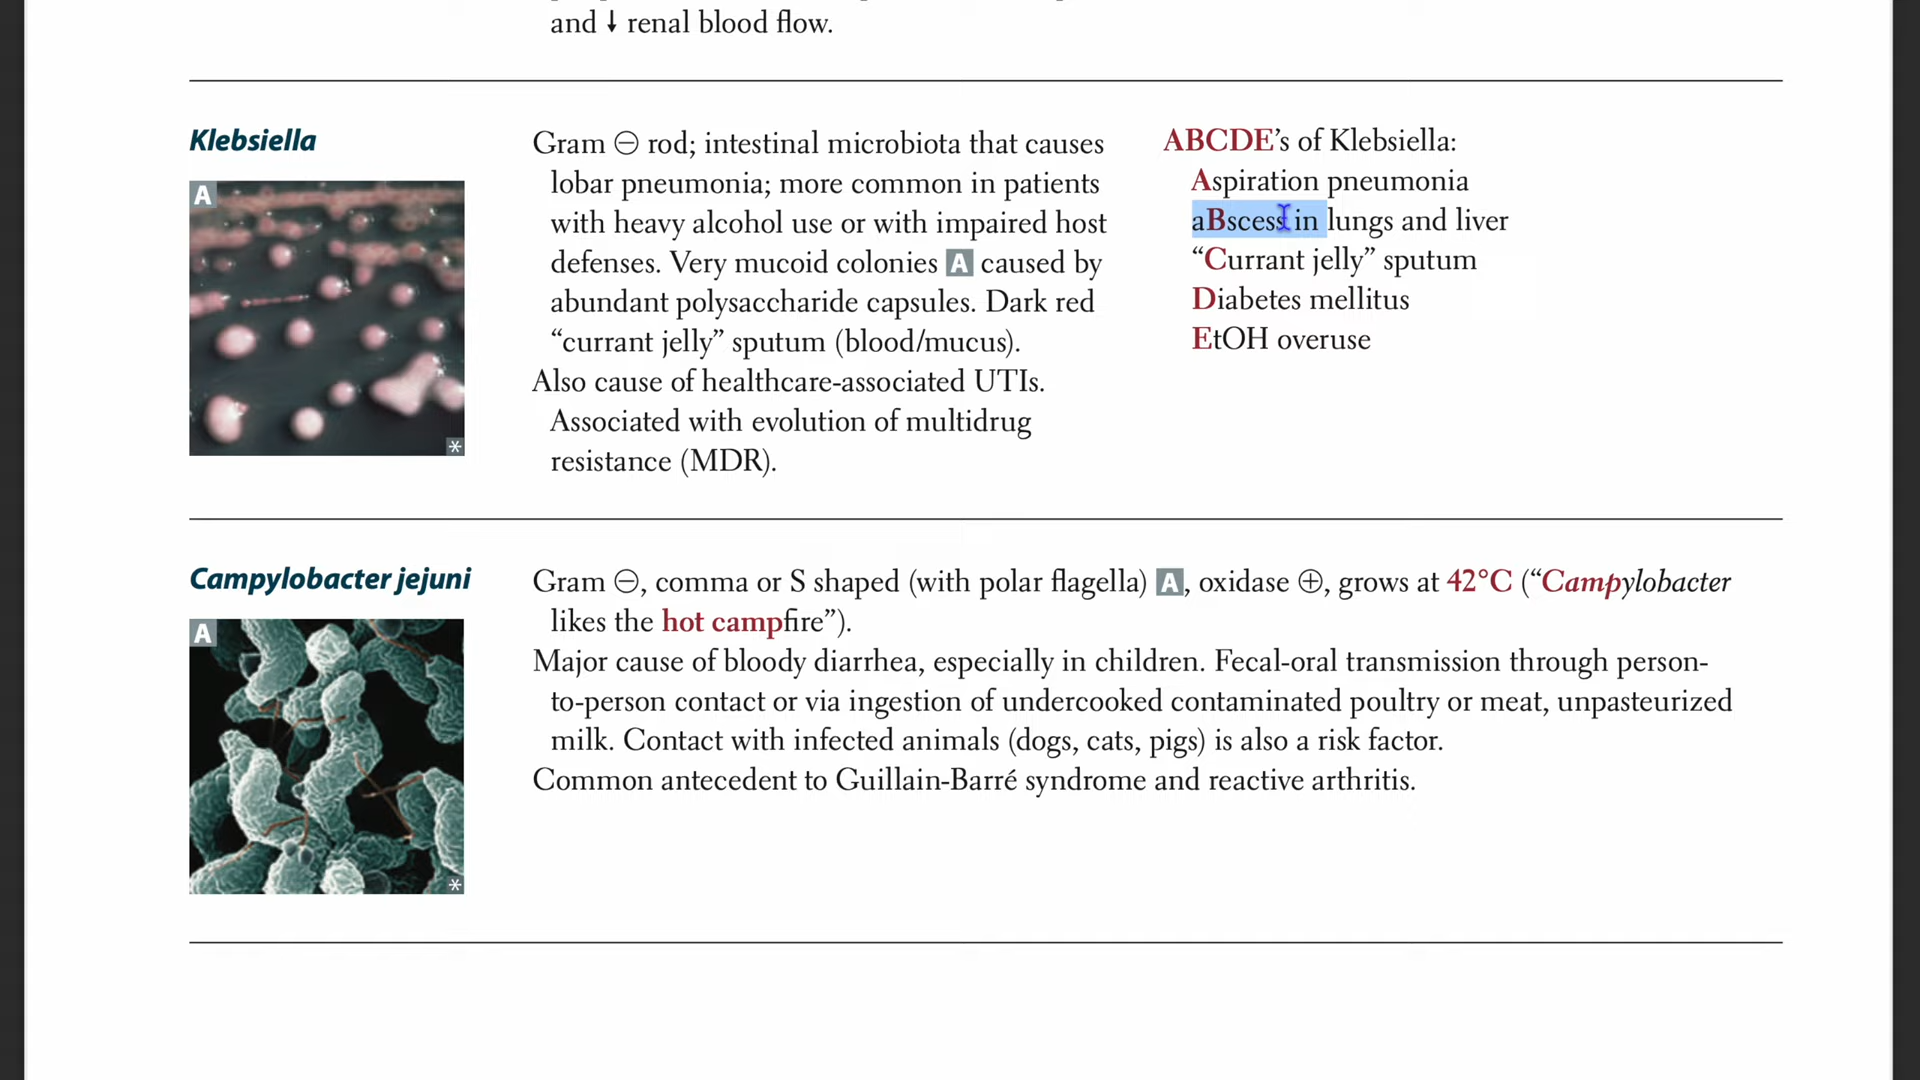 and ↓ renal blood flow.
Klebsiella
A
*
Gram ⊖ rod; intestinal microbiota that causes
lobar pneumonia; more common in patients
with heavy alcohol use or with impaired host
defenses. Very mucoid colonies A caused by
abundant polysaccharide capsules. Dark red
“currant jelly” sputum (blood/mucus).
Also cause of healthcare-associated UTIs.
Associated with evolution of multidrug
resistance (MDR).
ABCDE’s of Klebsiella:
Aspiration pneumonia
aBscess in lungs and liver
“Currant jelly” sputum
Diabetes mellitus
EtOH overuse
Campylobacter jejuni
A
*
Gram ⊖, comma or S shaped (with polar flagella) A, oxidase ⊕, grows at 42°C (“Campylobacter
likes the hot campfire”).
Major cause of bloody diarrhea, especially in children. Fecal-oral transmission through person-
to-person contact or via ingestion of undercooked contaminated poultry or meat, unpasteurized
milk. Contact with infected animals (dogs, cats, pigs) is also a risk factor.
Common antecedent to Guillain-Barré syndrome and reactive arthritis.